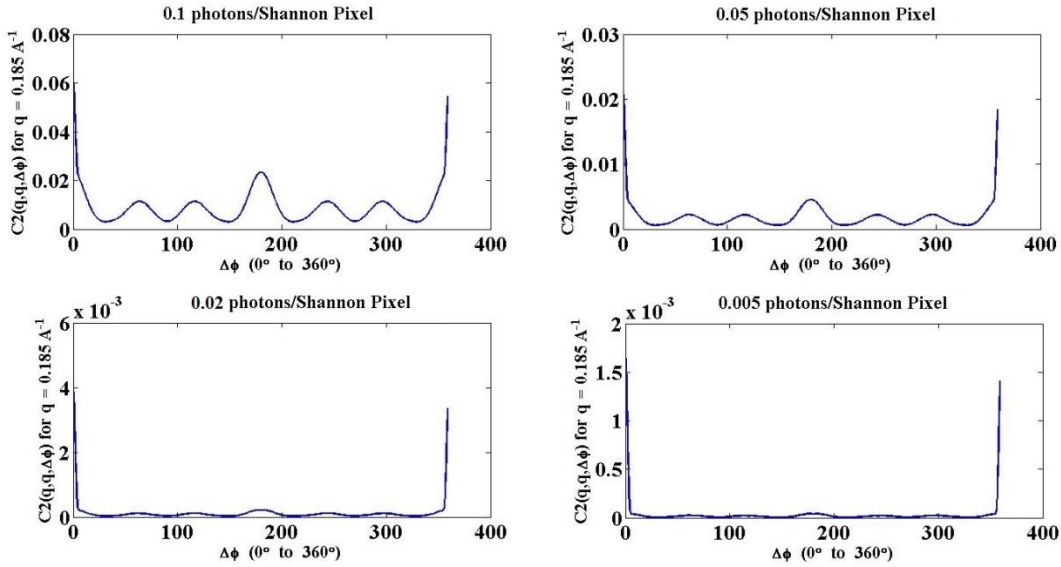 0.1 photons/Shannon Pixel
C2(q,q,Δϕ) for q = 0.185 A⁻¹
0.08
0.06
0.04
0.02
0
0 100 200 300 400
Δϕ (0° to 360°)
0.05 photons/Shannon Pixel
C2(q,q,Δϕ) for q = 0.185 A⁻¹
0.03
0.02
0.01
0
0 100 200 300 400
Δϕ (0° to 360°)
0.02 photons/Shannon Pixel
x 10⁻³
C2(q,q,Δϕ) for q = 0.185 A⁻¹
6
4
2
0
0 100 200 300 400
Δϕ (0° to 360°)
0.005 photons/Shannon Pixel
x 10⁻³
C2(q,q,Δϕ) for q = 0.185 A⁻¹
2
1.5
1
0.5
0
0 100 200 300 400
Δϕ (0° to 360°)